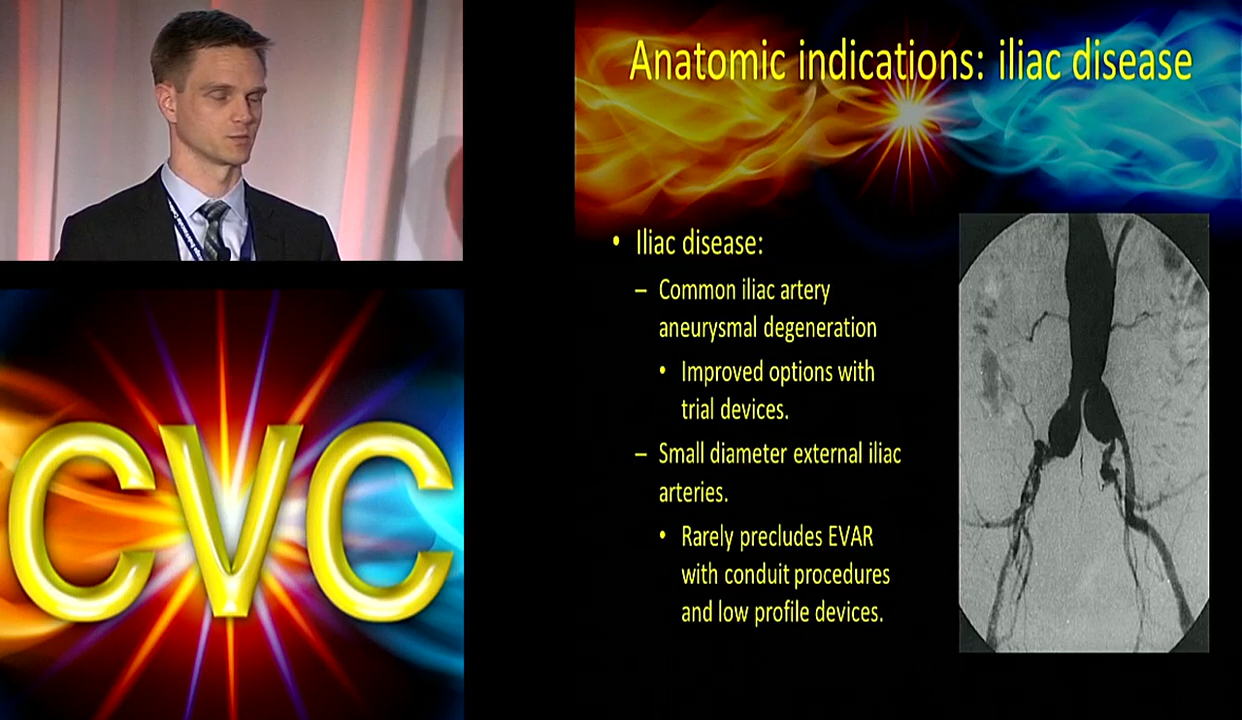 Anatomic indications: iliac disease
• Iliac disease:
– Common iliac artery
aneurysmal degeneration
• Improved options with
trial devices.
– Small diameter external iliac
arteries.
• Rarely precludes EVAR
with conduit procedures
and low profile devices.
CVC